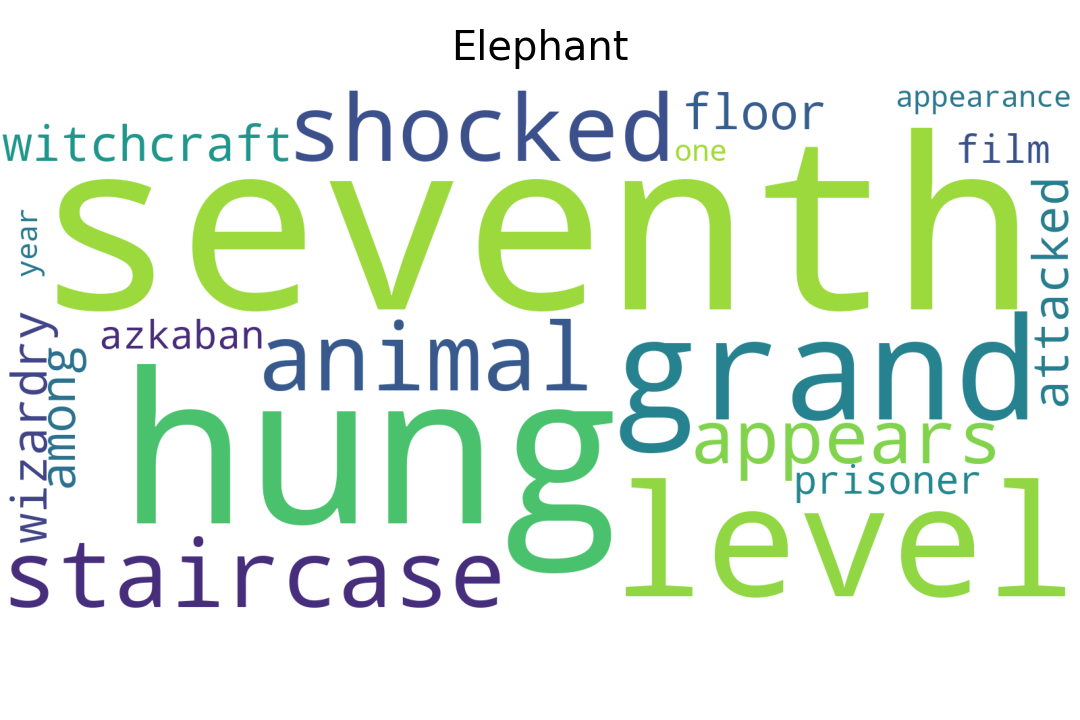 Elephant
appearance
shocked
floor
witchcraft
one
film
seventh
attacked
year
azkaban
animal
grand
wizardry
among
hung
appears
prisoner
level
staircase